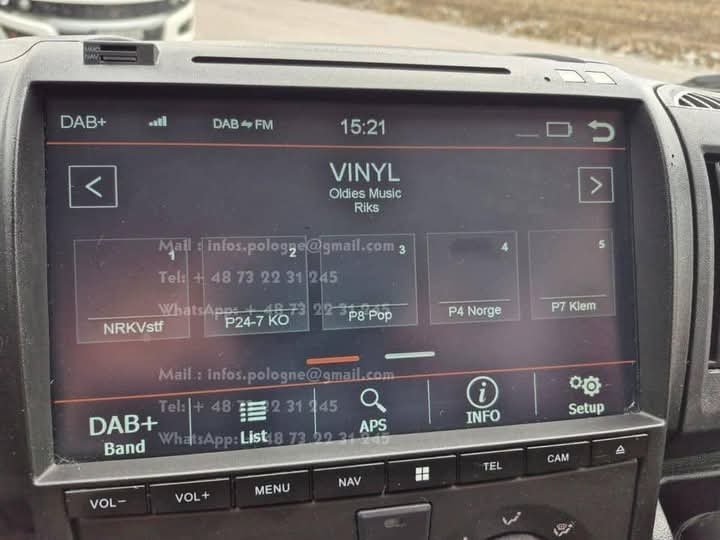 MMC
NAV
DAB+ DAB⇋FM 15:21
VINYL
Oldies Music
Riks
< >
1 2 3 4 5
NRKVstf P24-7 KO P8 Pop P4 Norge P7 Klem
Mail : infos.pologne@gmail.com
Tel: + 48 73 22 31 245
WhatsApp: + 48 73 22 31 245
Mail : infos.pologne@gmail.com
Tel: + 48 73 22 31 245
WhatsApp: + 48 73 22 31 245
DAB+ List APS INFO Setup
Band
VOL− VOL+ MENU NAV TEL CAM